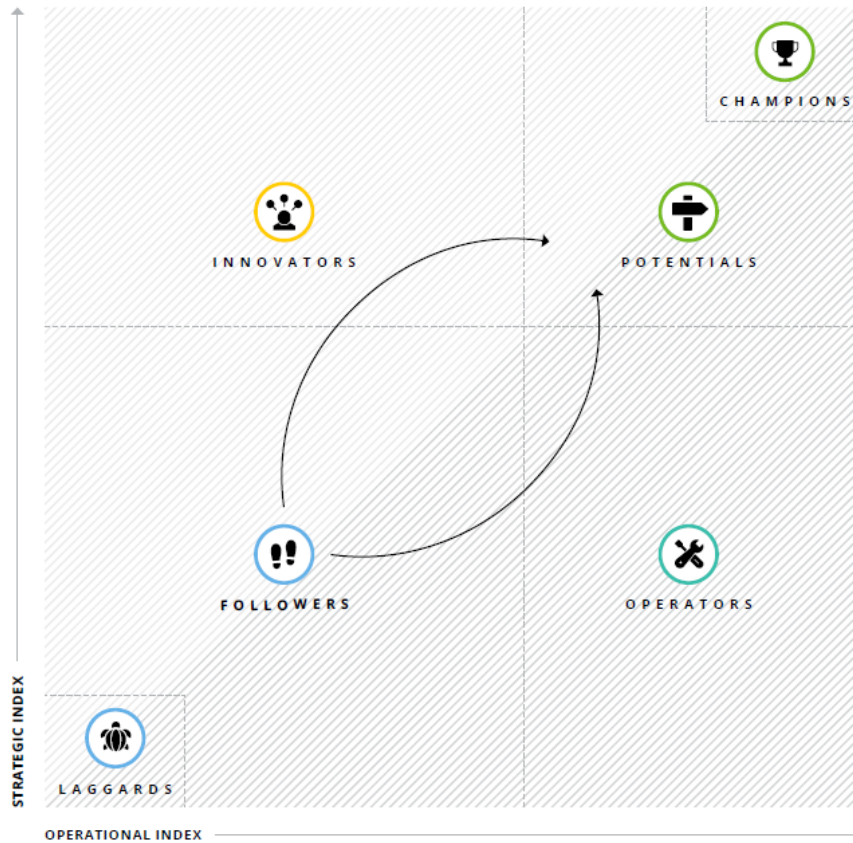 CHAMPIONS
INNOVATORS
POTENTIALS
FOLLOWERS
OPERATORS
LAGGARDS
STRATEGIC INDEX
OPERATIONAL INDEX